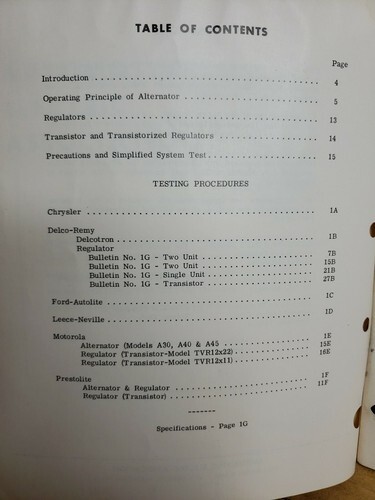 TABLE OF CONTENTS
Page
Introduction . . . . . . . . . . . . . . . . . . . . 4
Operating Principle of Alternator . . . . . . . . . . . . . . . . . . . . 5
Regulators . . . . . . . . . . . . . . . . . . . . 13
Transistor and Transistorized Regulators . . . . . . . . . . . . . . . 14
Precautions and Simplified System Test . . . . . . . . . . . . . . . . 15
TESTING PROCEDURES
Chrysler . . . . . . . . . . . . . . . . . . . . 1A
Delco-Remy
Delcotron . . . . . . . . . . . . . . . . . . . . 1B
Regulator
Bulletin No. 1G - Two Unit . . . . . . . . . . . . . . . . 7B
Bulletin No. 1G - Two Unit . . . . . . . . . . . . . . . . 15B
Bulletin No. 1G - Single Unit . . . . . . . . . . . . . . . 21B
Bulletin No. 1G - Transistor . . . . . . . . . . . . . . . 27B
Ford-Autolite . . . . . . . . . . . . . . . . . . . . 1C
Leece-Neville . . . . . . . . . . . . . . . . . . . . 1D
Motorola 1E
Alternator (Models A30, A40 & A45 . . . . . . . . . . . . . . 15E
Regulator (Transistor-Model TVR12x22) . . . . . . . . . . . . 16E
Regulator (Transistor-Model TVR12x11) . . . . . . . . . . . .
Prestolite 1F
Alternator & Regulator . . . . . . . . . . . . . . . . . . 11F
Regulator (Transistor) . . . . . . . . . . . . . . . . . .
-------
Specifications - Page 1G